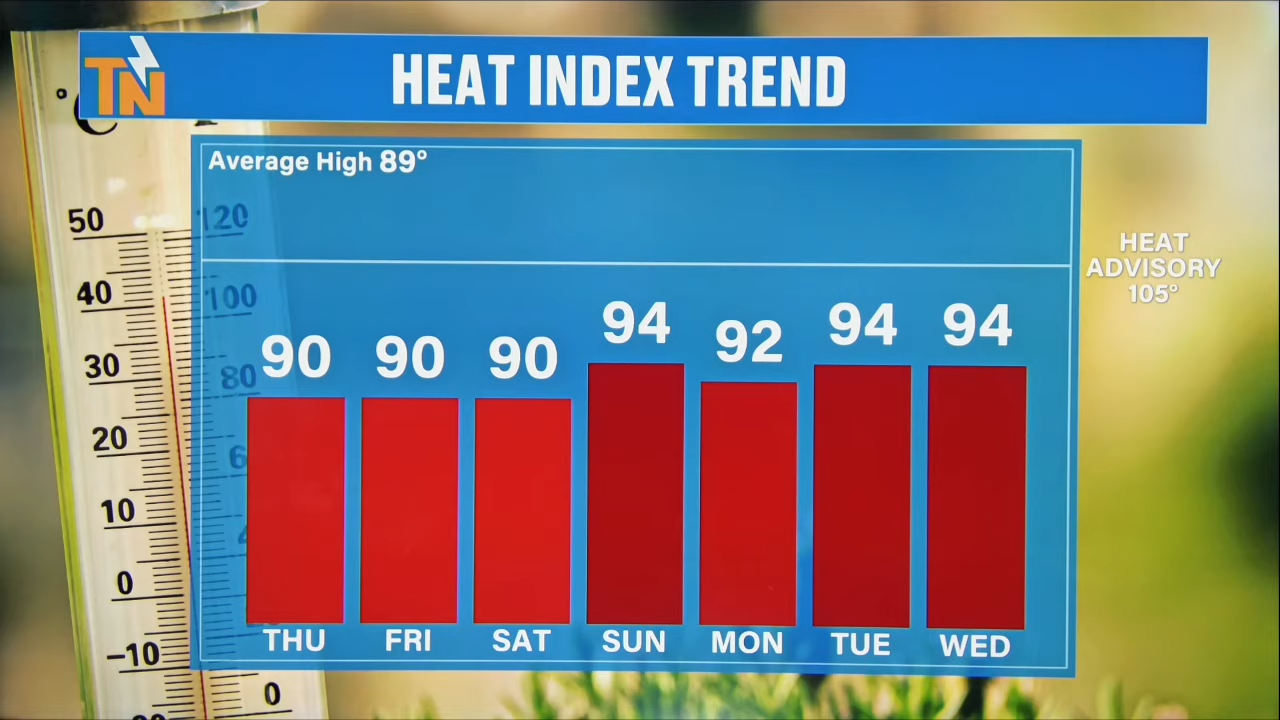 TN
HEAT INDEX TREND
Average High 89°
HEAT
ADVISORY
105°
90 90 90 94 92 94 94
THU FRI SAT SUN MON TUE WED
°C
50 120
40 100
30 80
20
10
0
-10
0